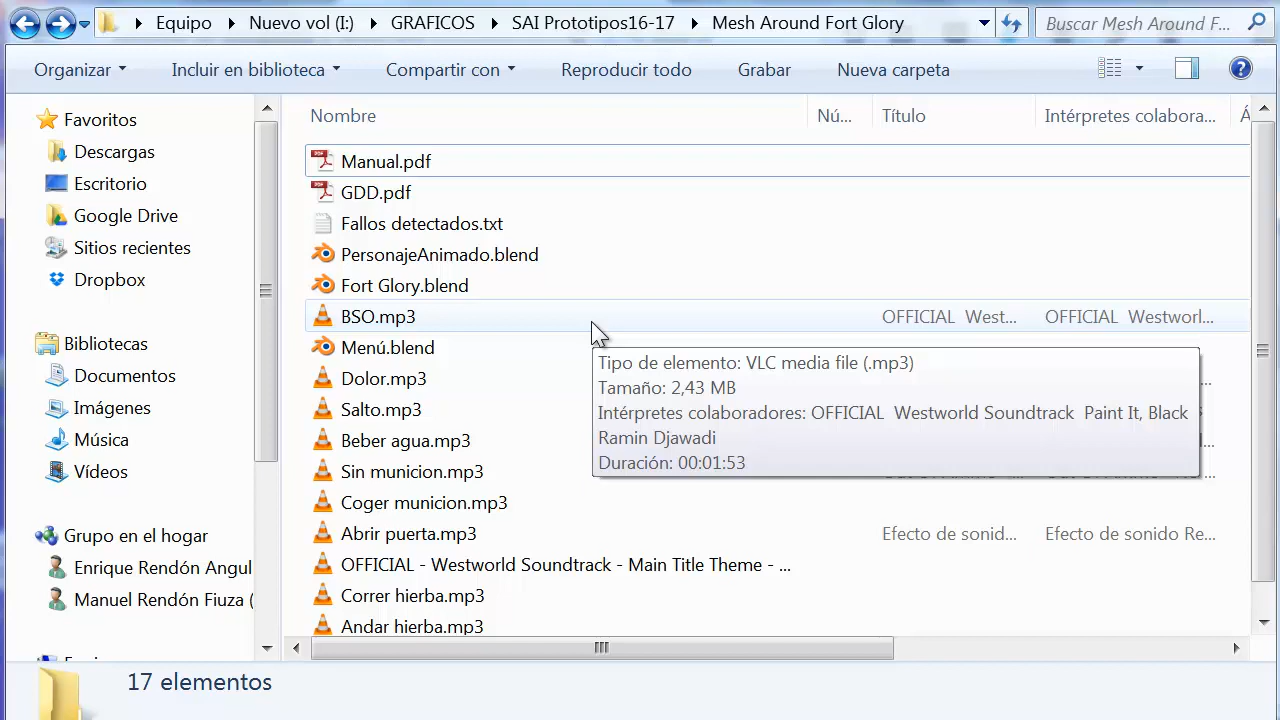 Equipo Nuevo vol (I:) GRAFICOS SAI Prototipos16-17 Mesh Around Fort Glory Buscar Mesh Around F...
Organizar Incluir en biblioteca Compartir con Reproducir todo Grabar Nueva carpeta
Favoritos
Descargas
Escritorio
Google Drive
Sitios recientes
Dropbox
Bibliotecas
Documentos
Imágenes
Música
Vídeos
Grupo en el hogar
Enrique Rendón Angul
Manuel Rendón Fiuza (
Nombre Nú... Título Intérpretes colabora... Á
Manual.pdf
GDD.pdf
Fallos detectados.txt
PersonajeAnimado.blend
Fort Glory.blend
BSO.mp3 OFFICIAL West... OFFICIAL Westworl...
Menú.blend
Dolor.mp3
Salto.mp3
Beber agua.mp3
Sin municion.mp3
Coger municion.mp3
Abrir puerta.mp3 Efecto de sonid... Efecto de sonido Re...
OFFICIAL - Westworld Soundtrack - Main Title Theme - ...
Correr hierba.mp3
Andar hierba.mp3
Tipo de elemento: VLC media file (.mp3)
Tamaño: 2,43 MB
Intérpretes colaboradores: OFFICIAL Westworld Soundtrack Paint It, Black
Ramin Djawadi
Duración: 00:01:53
17 elementos